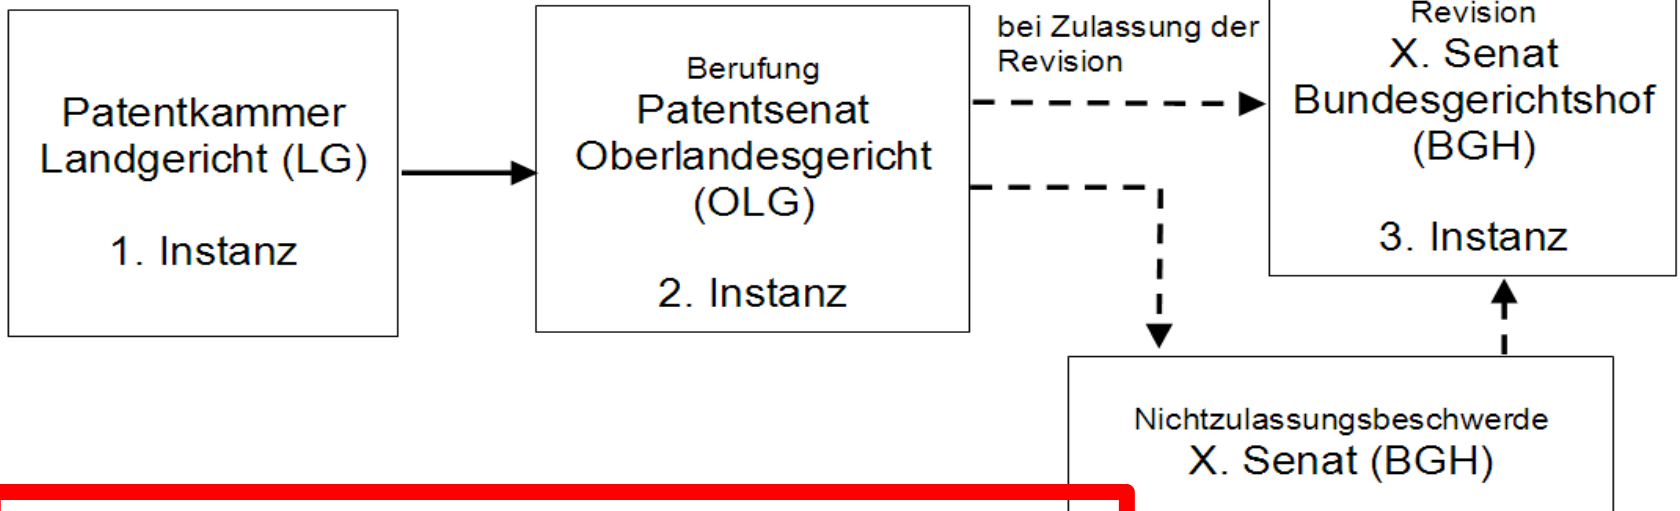 Patentkammer
Landgericht (LG)
1. Instanz
Berufung
Patentsenat
Oberlandesgericht
(OLG)
2. Instanz
bei Zulassung der
Revision
Revision
X. Senat
Bundesgerichtshof
(BGH)
3. Instanz
Nichtzulassungsbeschwerde
X. Senat (BGH)